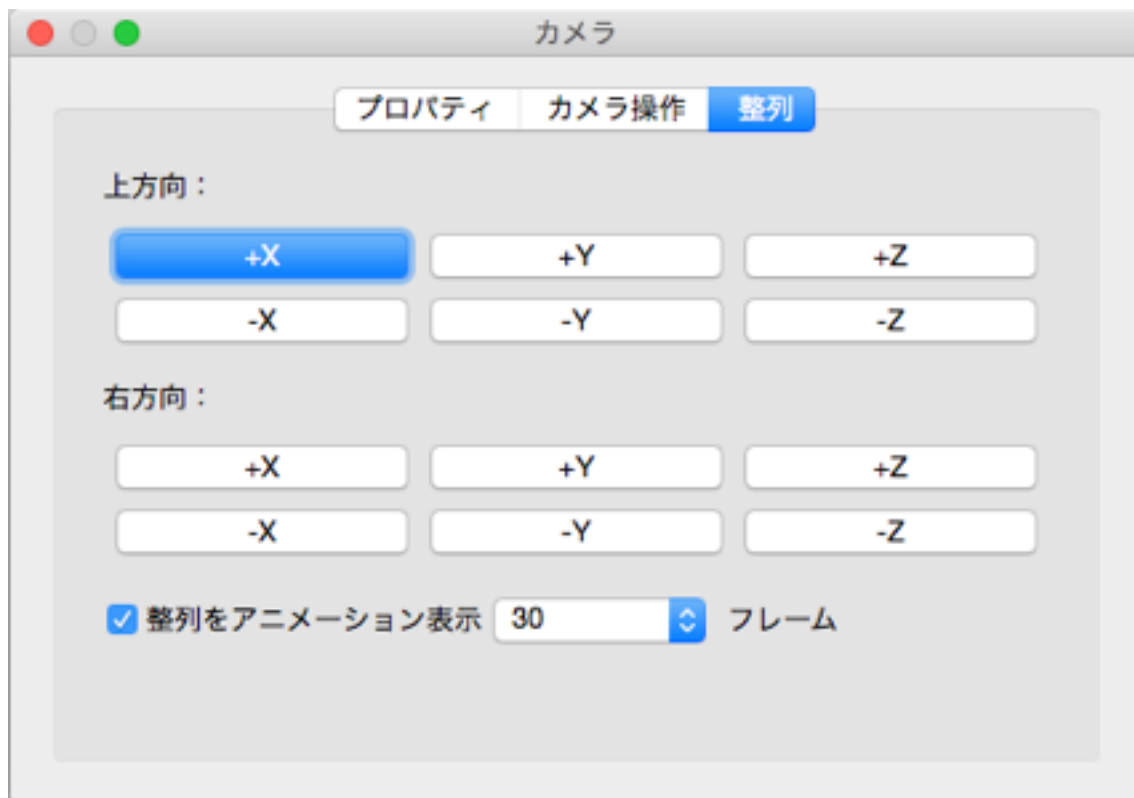 カメラ
プロパティ カメラ操作 整列
上方向：
+X +Y +Z
-X -Y -Z
右方向：
+X +Y +Z
-X -Y -Z
整列をアニメーション表示 30 フレーム